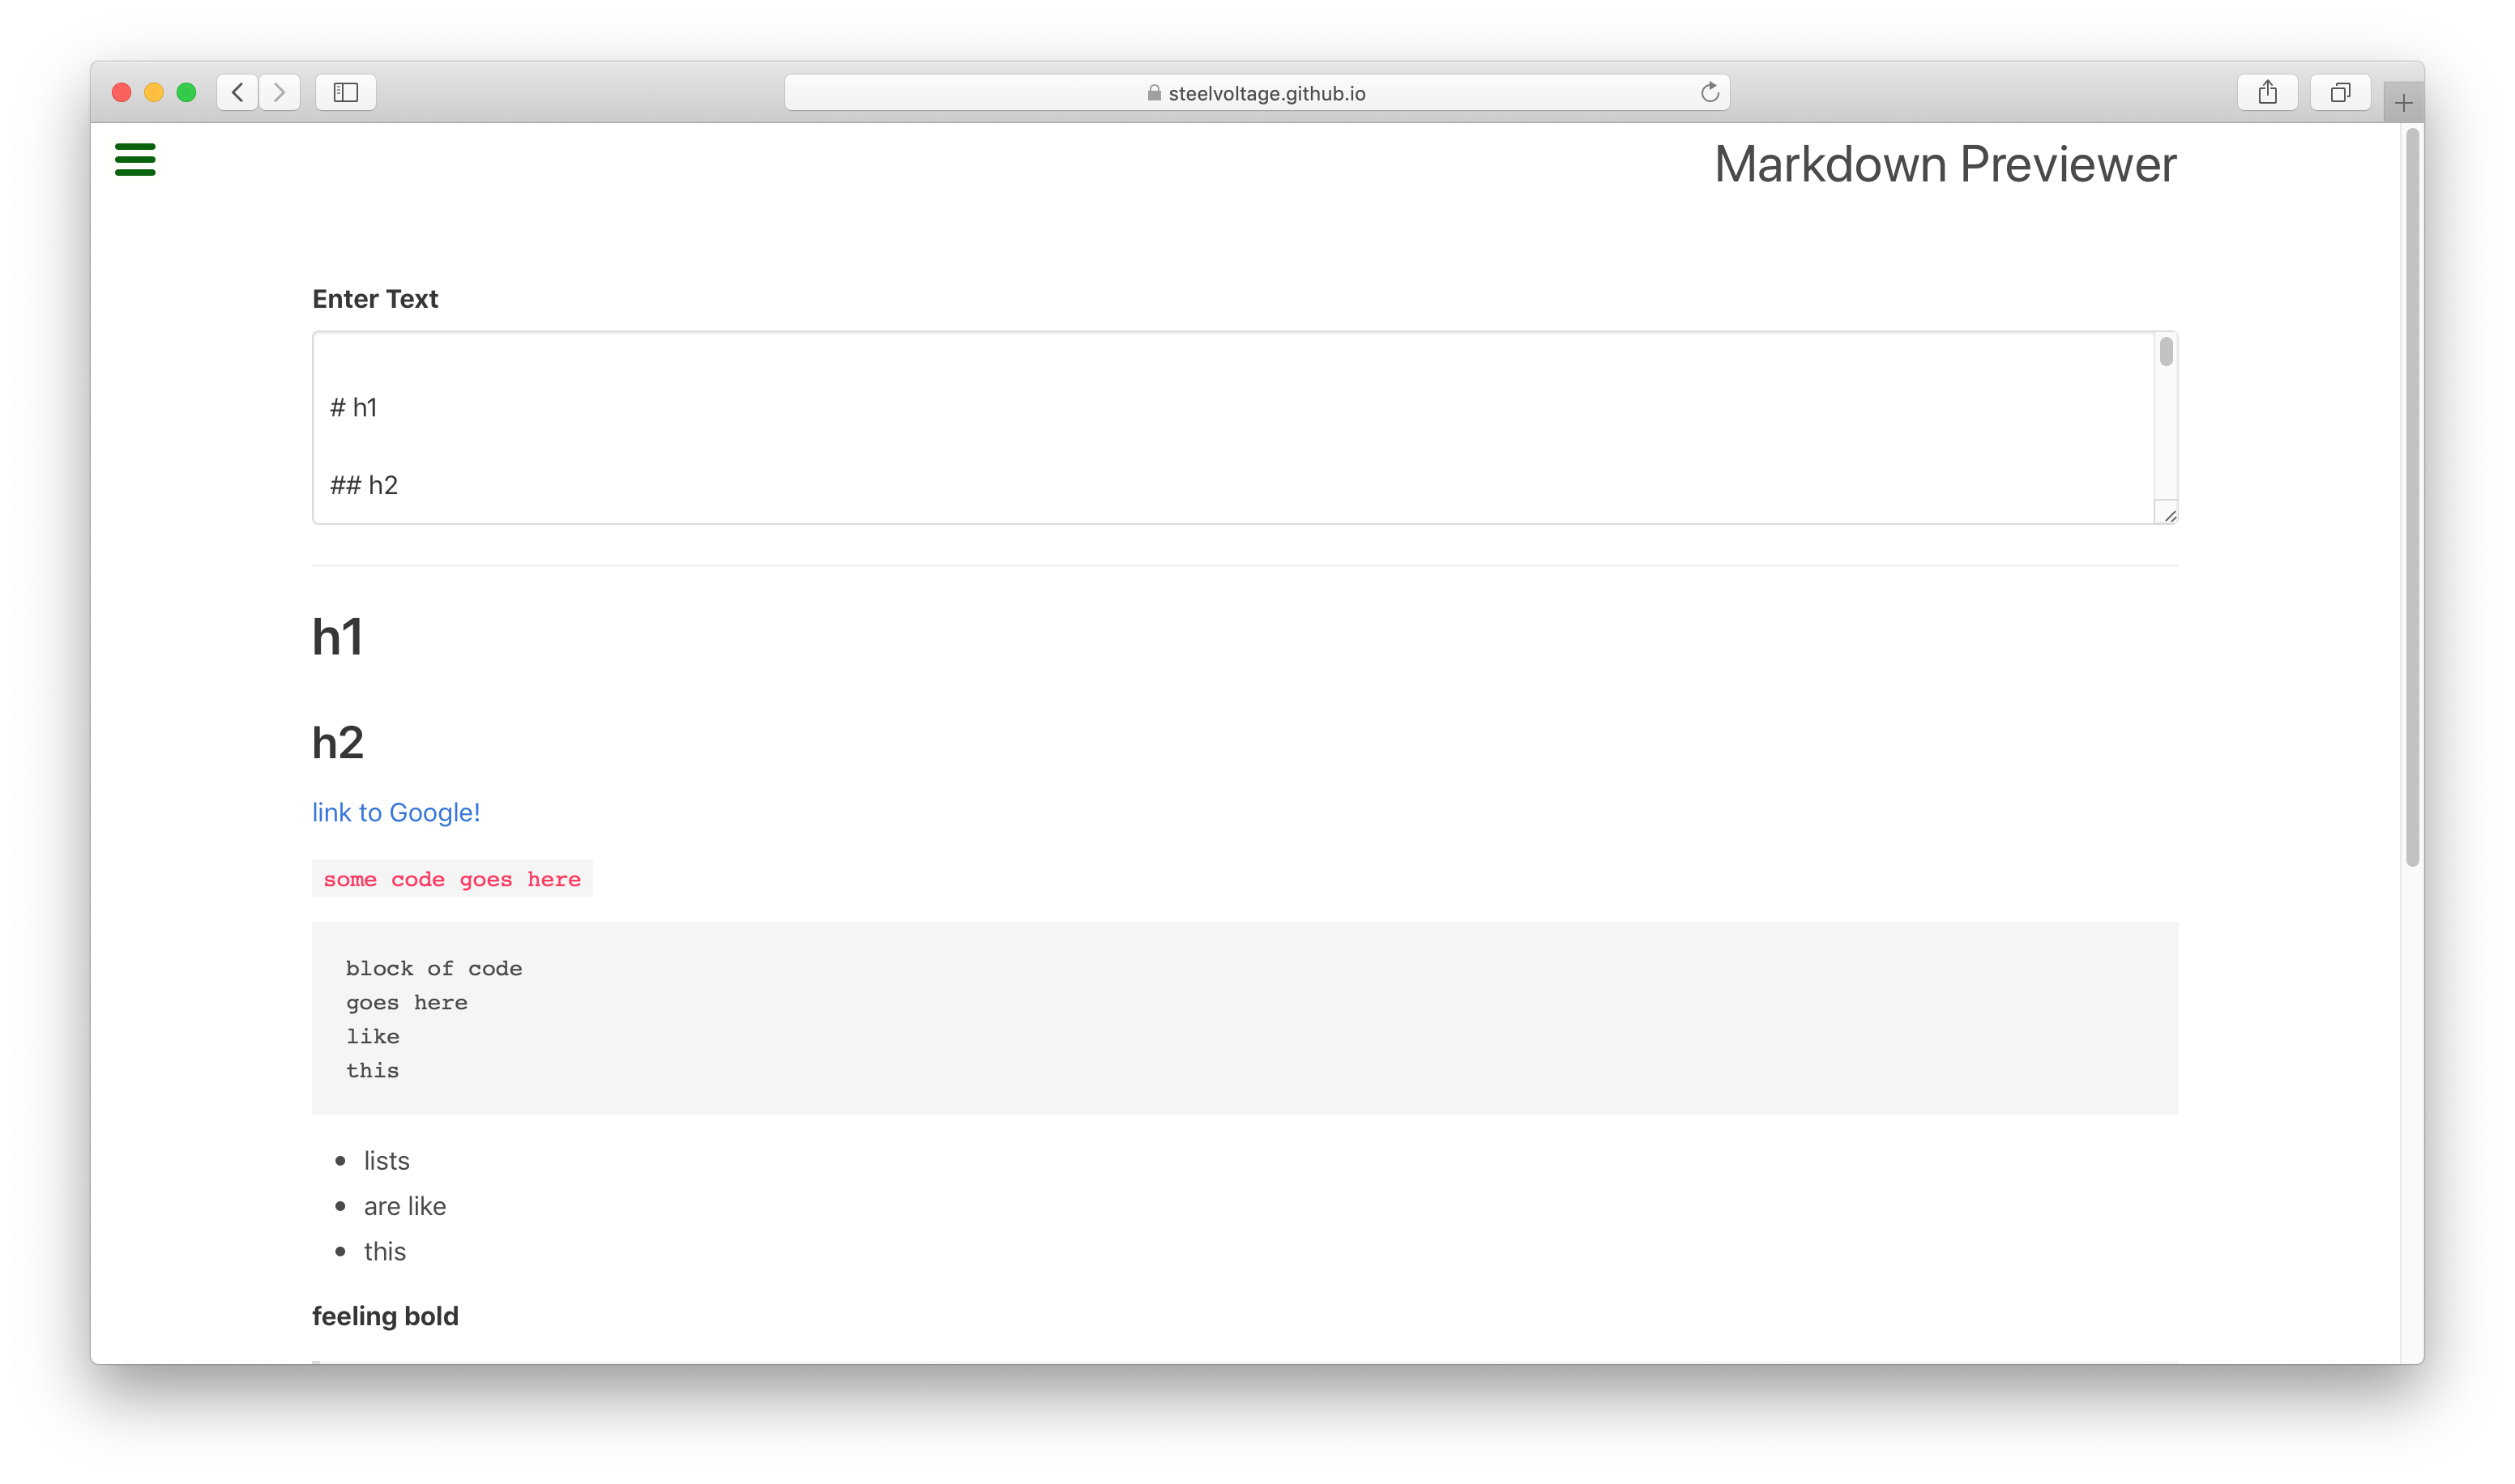 steelvoltage.github.io
Markdown Previewer
Enter Text
# h1
## h2
h1
h2
link to Google!
some code goes here
block of code
goes here
like
this
lists
are like
this
feeling bold